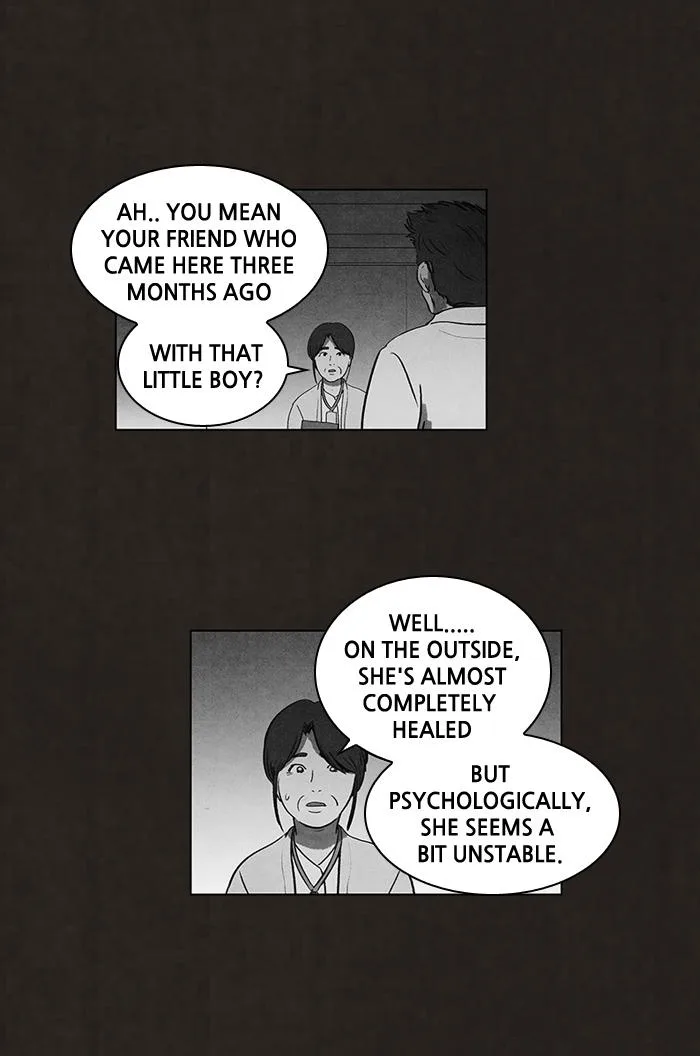 AH.. YOU MEAN
YOUR FRIEND WHO
CAME HERE THREE
MONTHS AGO
WITH THAT
LITTLE BOY?
WELL.....
ON THE OUTSIDE,
SHE'S ALMOST
COMPLETELY
HEALED
BUT
PSYCHOLOGICALLY,
SHE SEEMS A
BIT UNSTABLE.